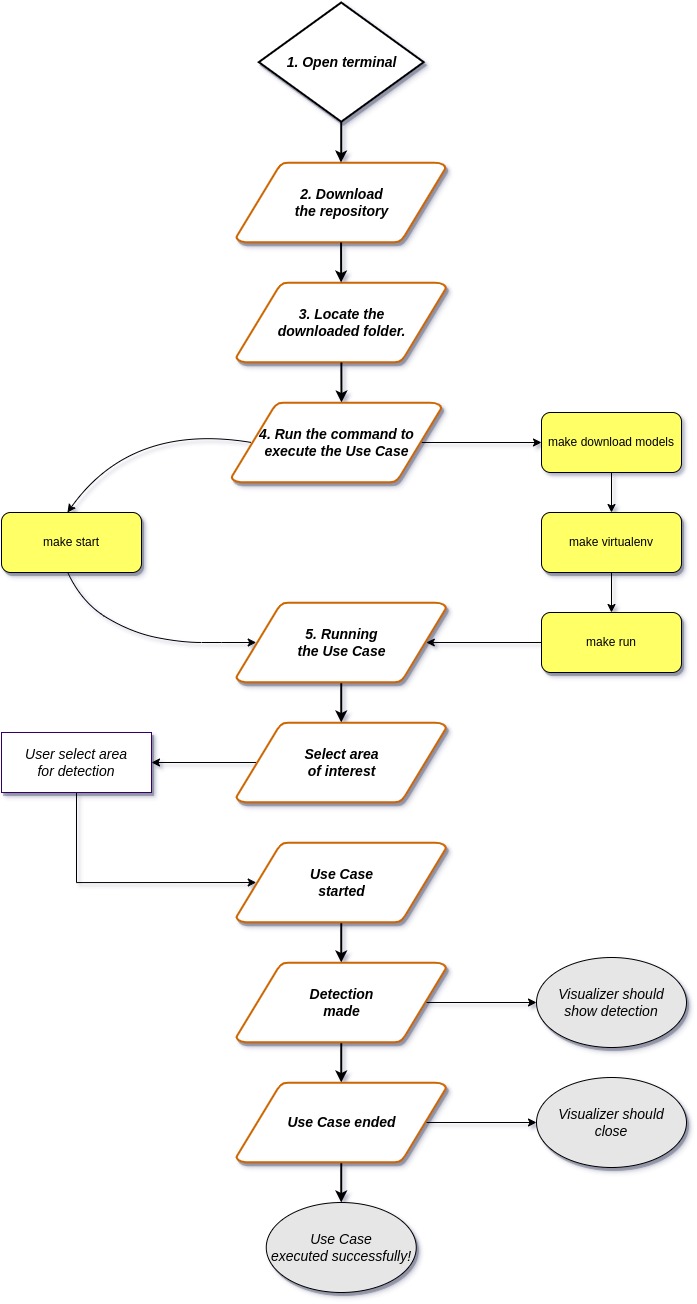 1. Open terminal
2. Download
the repository
3. Locate the
downloaded folder.
4. Run the command to
execute the Use Case
make download models
make start
make virtualenv
5. Running
the Use Case
make run
User select area
for detection
Select area
of interest
Use Case
started
Detection
made
Visualizer should
show detection
Use Case ended
Visualizer should
close
Use Case
executed successfully!